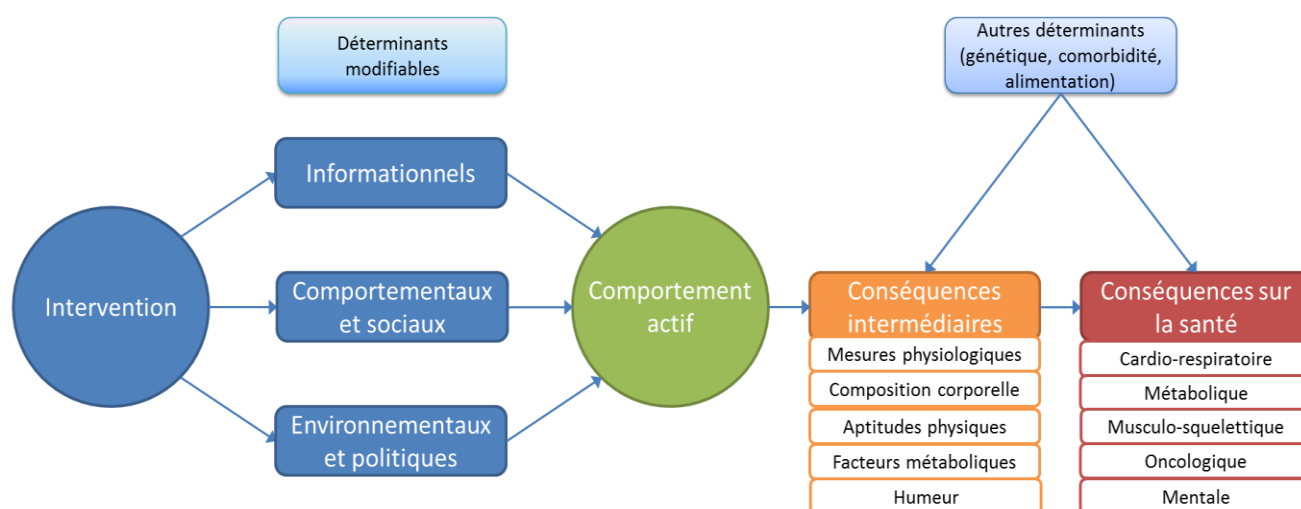 Déterminants
modifiables
Autres déterminants
(génétique, comorbidité,
alimentation)
Informationnels
Intervention
Comportementaux
et sociaux
Environnementaux
et politiques
Comportement
actif
Conséquences
intermédiaires
Mesures physiologiques
Composition corporelle
Aptitudes physiques
Facteurs métaboliques
Humeur
Conséquences sur
la santé
Cardio-respiratoire
Métabolique
Musculo-squelettique
Oncologique
Mentale